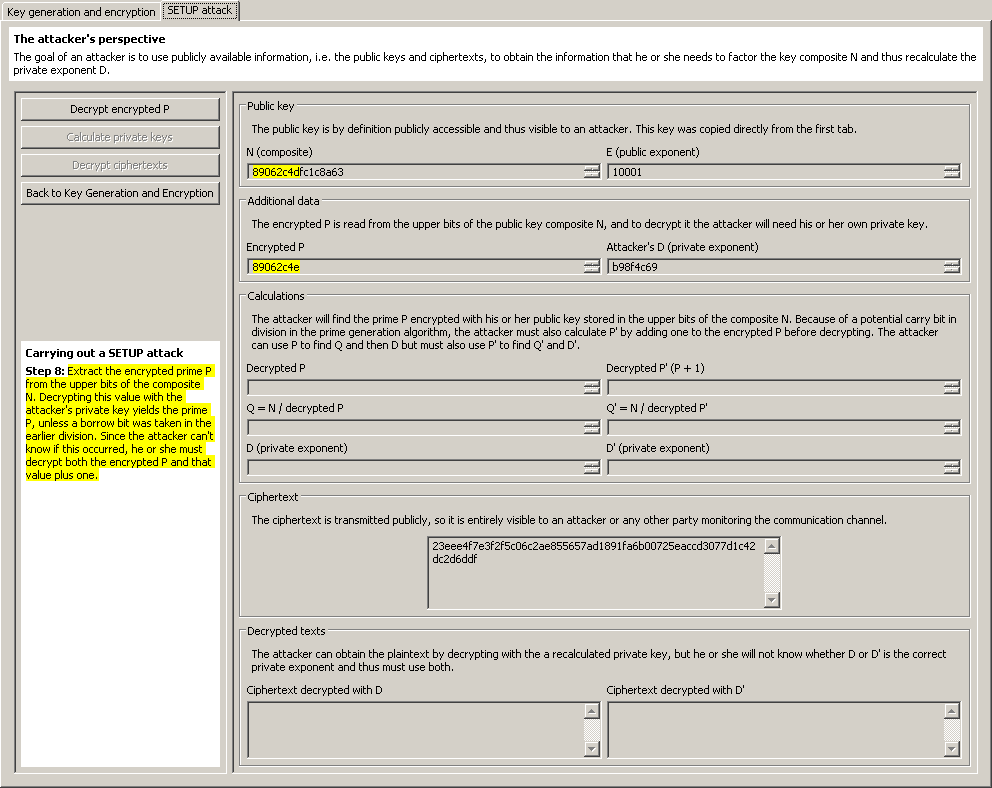 Key generation and encryption
SETUP attack
The attacker's perspective
The goal of an attacker is to use publicly available information, i.e. the public keys and ciphertexts, to obtain the information that he or she needs to factor the key composite N and thus recalculate the
private exponent D.
Decrypt encrypted P
Calculate private keys
Decrypt ciphertexts
Back to Key Generation and Encryption
Carrying out a SETUP attack
Step 8: Extract the encrypted prime P
from the upper bits of the composite
N. Decrypting this value with the
attacker's private key yields the prime
P, unless a borrow bit was taken in the
earlier division. Since the attacker can't
know if this occurred, he or she must
decrypt both the encrypted P and that
value plus one.
Public key
The public key is by definition publicly accessible and thus visible to an attacker. This key was copied directly from the first tab.
N (composite)
E (public exponent)
89062c4dfc1c8a63
10001
Additional data
The encrypted P is read from the upper bits of the public key composite N, and to decrypt it the attacker will need his or her own private key.
Encrypted P
Attacker's D (private exponent)
89062c4e
b98f4c69
Calculations
The attacker will find the prime P encrypted with his or her public key stored in the upper bits of the composite N. Because of a potential carry bit in
division in the prime generation algorithm, the attacker must also calculate P' by adding one to the encrypted P before decrypting. The attacker
can use P to find Q and then D but must also use P' to find Q' and D'.
Decrypted P
Decrypted P' (P + 1)
Q = N / decrypted P
Q' = N / decrypted P'
D (private exponent)
D' (private exponent)
Ciphertext
The ciphertext is transmitted publicly, so it is entirely visible to an attacker or any other party monitoring the communication channel.
23eee4f7e3f2f5c06c2ae855657ad1891fa6b00725eaccd3077d1c42
dc2d6ddf
Decrypted texts
The attacker can obtain the plaintext by decrypting with the a recalculated private key, but he or she will not know whether D or D' is the correct
private exponent and thus must use both.
Ciphertext decrypted with D
Ciphertext decrypted with D'